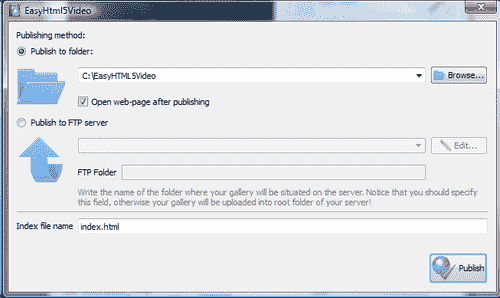 EasyHtml5Video
Publishing method:
Publish to folder:
C:\EasyHTML5Video
Browse...
Open web-page after publishing
Publish to FTP server
Edit...
FTP Folder
Write the name of the folder where your gallery will be situated on the server. Notice that you should specify
this field, otherwise your gallery will be uploaded into root folder of your server!
Index file name
index.html
Publish